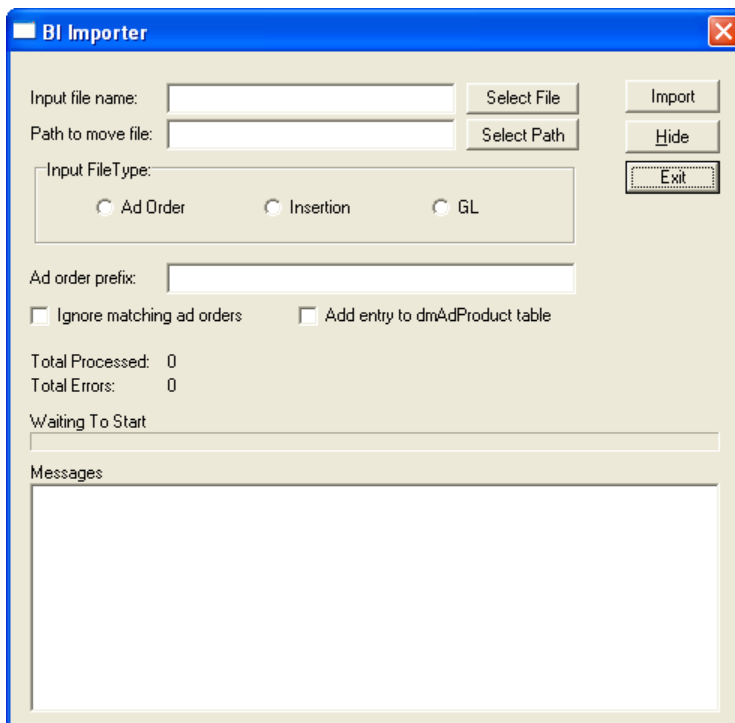 BI Importer
Input file name: Select File Import
Path to move file: Select Path Hide
Input FileType: Exit
Ad Order Insertion GL
Ad order prefix:
Ignore matching ad orders Add entry to dmAdProduct table
Total Processed: 0
Total Errors: 0
Waiting To Start
Messages